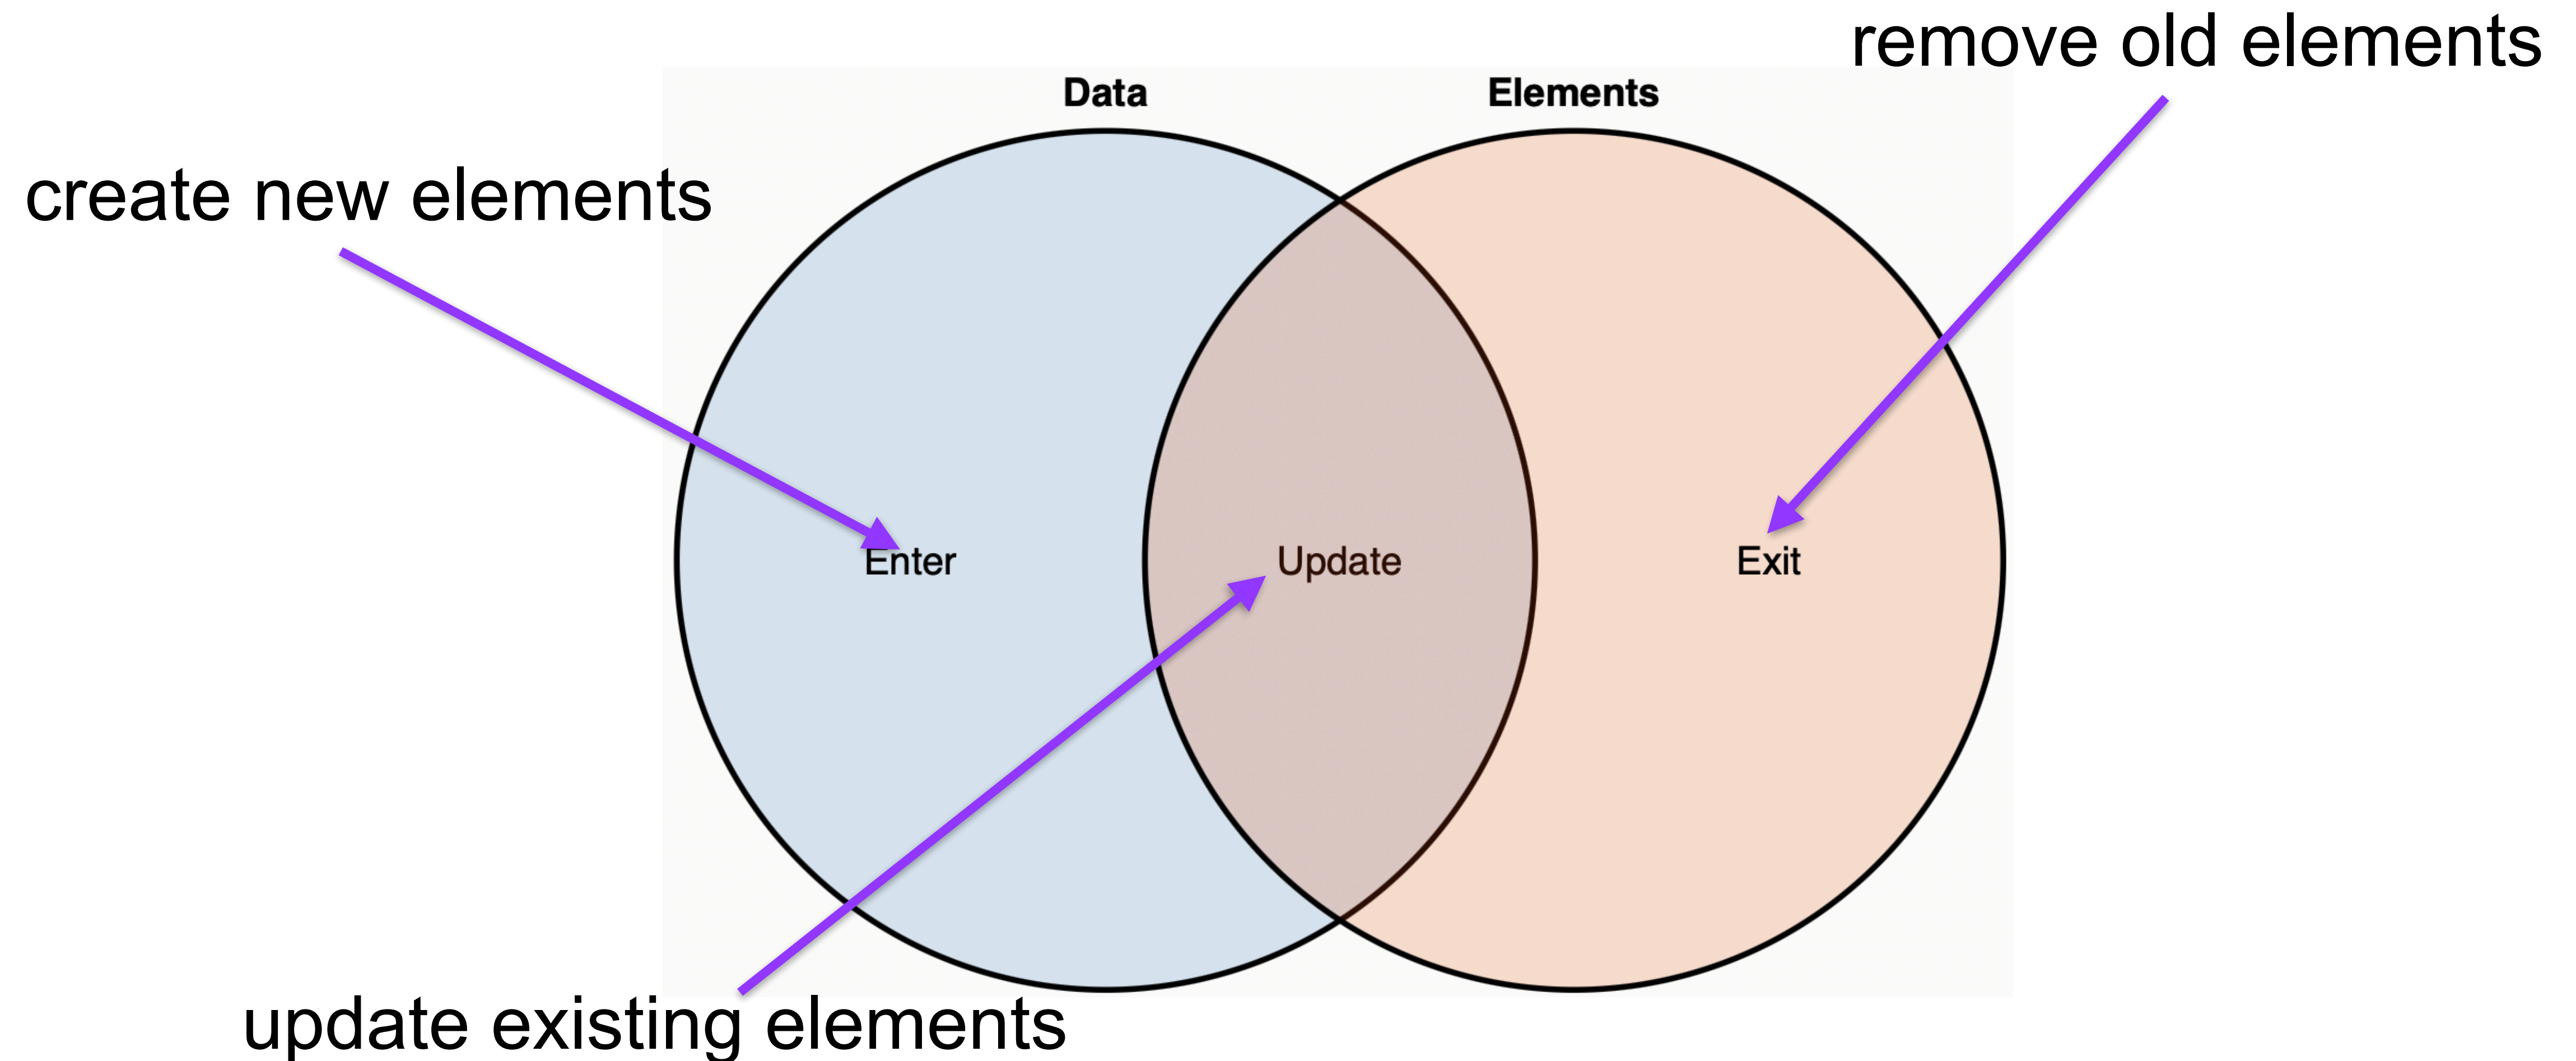 remove old elements
Data
Elements
create new elements
Enter
Update
Exit
update existing elements